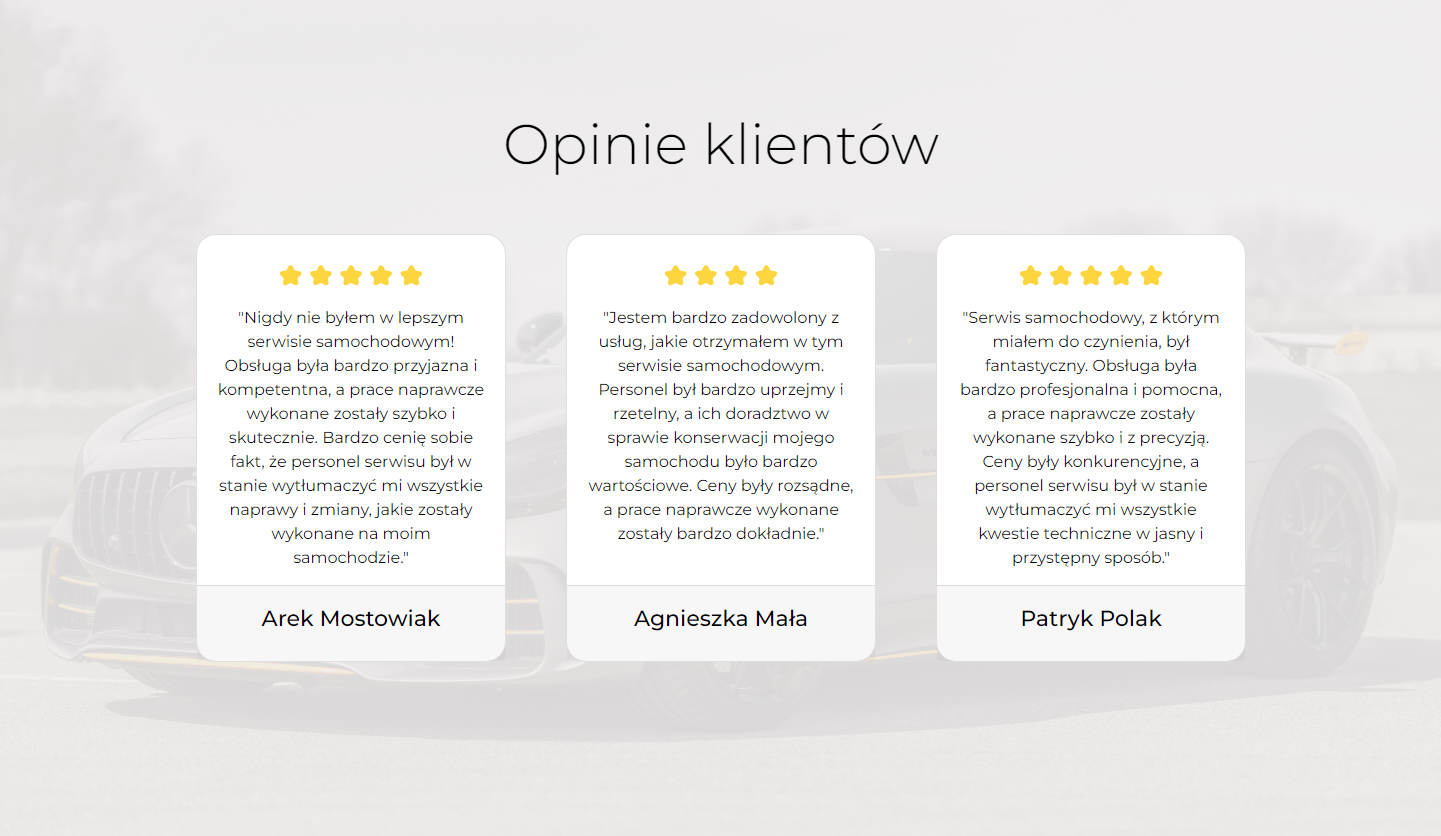 Opinie klientów
"Nigdy nie byłem w lepszym
serwisie samochodowym!
Obsługa była bardzo przyjazna i
kompetentna, a prace naprawcze
wykonane zostały szybko i
skutecznie. Bardzo cenię sobie
fakt, że personel serwisu był w
stanie wytłumaczyć mi wszystkie
naprawy i zmiany, jakie zostały
wykonane na moim
samochodzie."
Arek Mostowiak
"Jestem bardzo zadowolony z
usług, jakie otrzymałem w tym
serwisie samochodowym.
Personel był bardzo uprzejmy i
rzetelny, a ich doradztwo w
sprawie konserwacji mojego
samochodu było bardzo
wartościowe. Ceny były rozsądne,
a prace naprawcze wykonane
zostały bardzo dokładnie."
Agnieszka Mała
"Serwis samochodowy, z którym
miałem do czynienia, był
fantastyczny. Obsługa była
bardzo profesjonalna i pomocna,
a prace naprawcze zostały
wykonane szybko i z precyzją.
Ceny były konkurencyjne, a
personel serwisu był w stanie
wytłumaczyć mi wszystkie
kwestie techniczne w jasny i
przystępny sposób."
Patryk Polak